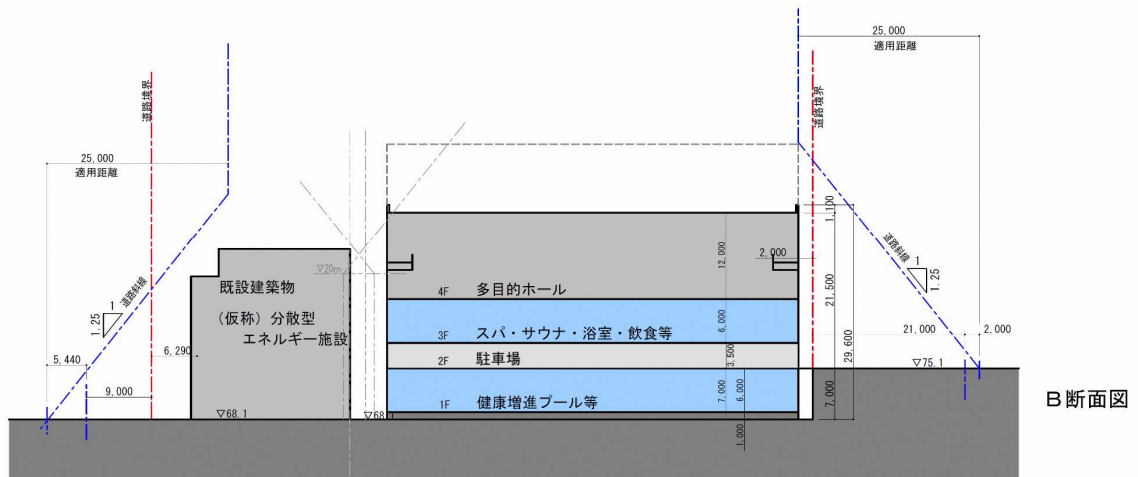 25,000
適用距離
道路境界
25,000
適用距離
道路境界
1,100
2,000
12,000
▽20m
既設建築物
(仮称)分散型
エネルギー施設
4F 多目的ホール
道路斜線
1
1.25
道路斜線
1
1.25
21,500
29,600
6,000
3F スパ・サウナ・浴室・飲食等
21,000
2,000
6,290
5,440
3,500
2F 駐車場
▽75.1
9,000
7,000
6,000
7,000
1F 健康増進プール等
▽68.1
▽68
1,000
B断面図